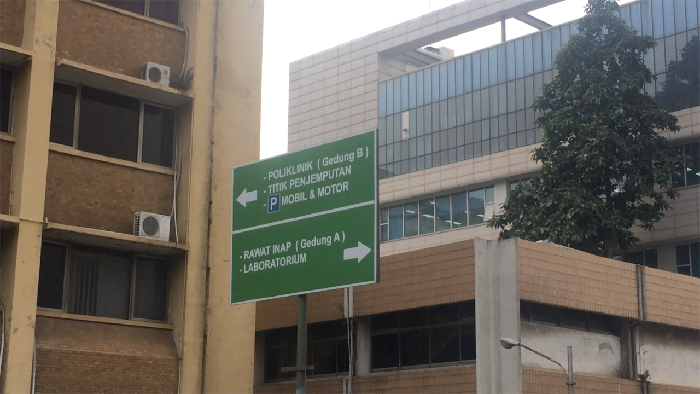 - POLIKLINIK ( Gedung B )
- TITIK PENJEMPUTAN
- P MOBIL & MOTOR
- RAWAT INAP ( Gedung A )
- LABORATORIUM